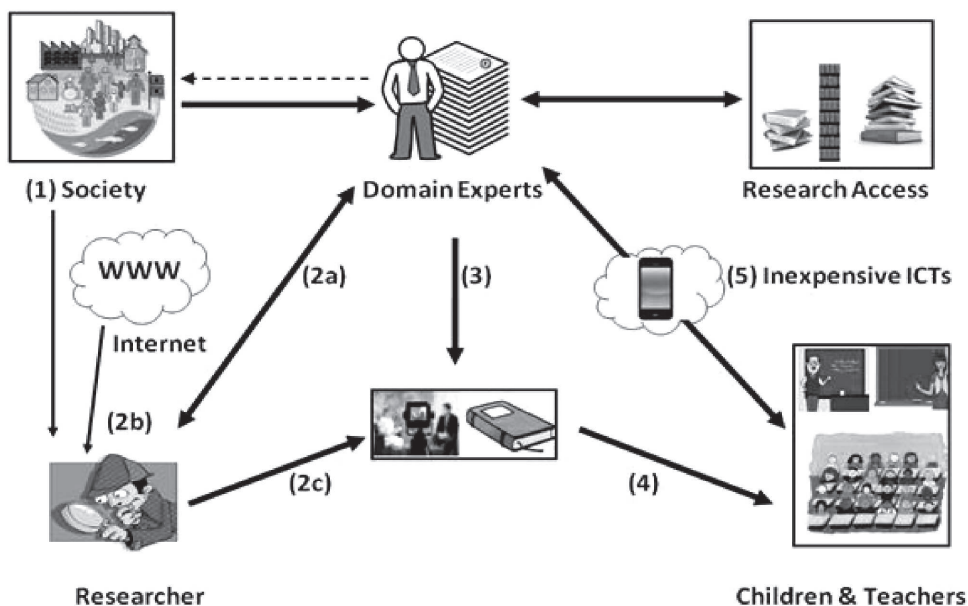 (1) Society
Domain Experts
Research Access
WWW
Internet
(2a)
(3)
(5) Inexpensive ICTs
(2b)
(2c)
(4)
Researcher
Children & Teachers